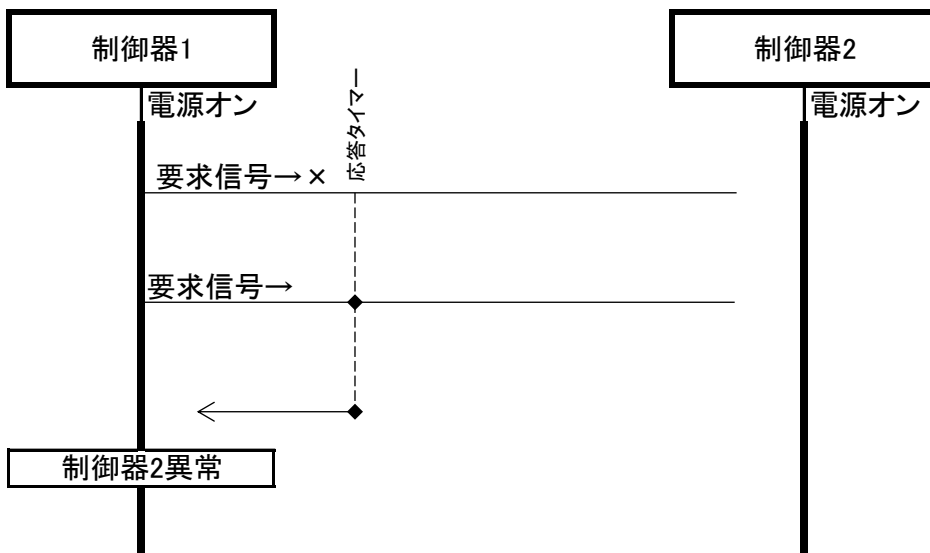 制御器1
制御器2
電源オン
電源オン
応答タイマー
要求信号→×
要求信号→
制御器2異常